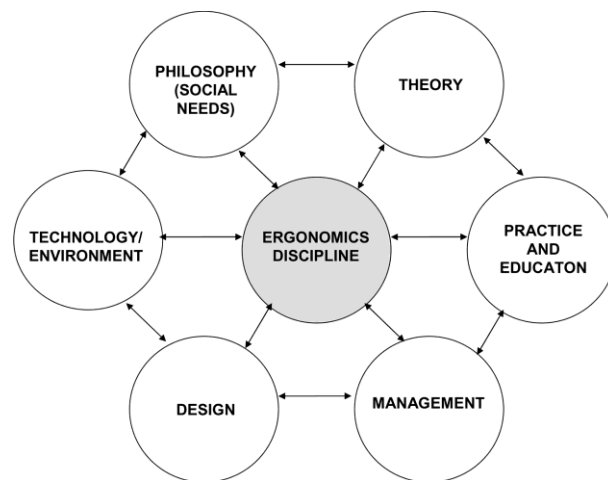 PHILOSOPHY
(SOCIAL
NEEDS)
THEORY
TECHNOLOGY/
ENVIRONMENT
ERGONOMICS
DISCIPLINE
PRACTICE
AND
EDUCATON
DESIGN
MANAGEMENT